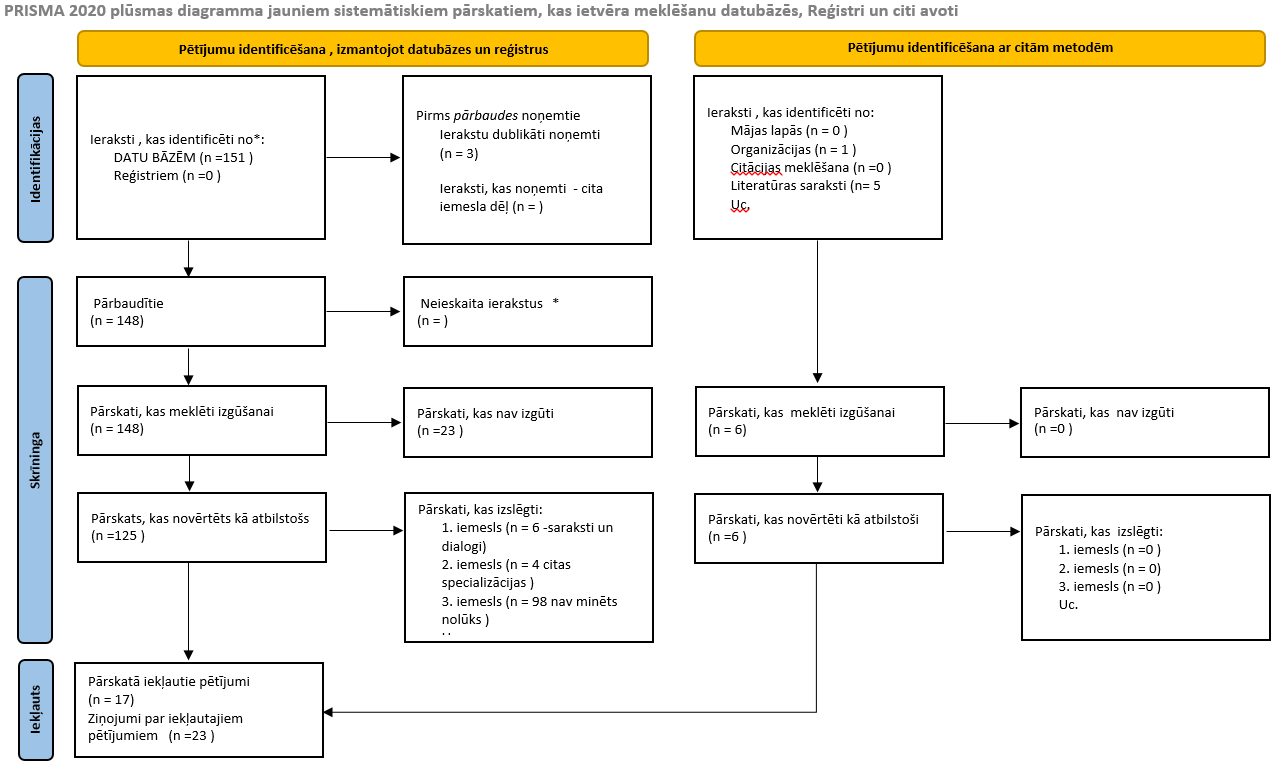 PRISMA 2020 plūsmas diagramma jauniem sistemātiskiem pārskatiem, kas ietvēra meklēšanu datubāzēs, Reģistri un citi avoti
Pētījumu identificēšana , izmantojot datubāzes un reģistrus
Pētījumu identificēšana ar citām metodēm
Identifikācijas
Ieraksti , kas identificēti no*:
DATU BĀZĒM (n =151 )
Reģistriem (n =0 )
Pirms pārbaudes noņemtie
Ierakstu dublikāti noņemti
(n = 3)
Ieraksti, kas noņemti - cita
iemesla dēļ (n = )
Ieraksti , kas identificēti no:
Mājas lapās (n = 0 )
Organizācijas (n = 1 )
Citācijas meklēšana (n =0 )
Literatūras saraksti (n= 5
Uc.
Skrīninga
Pārbaudītie
(n = 148)
Neieskaita ierakstus *
(n = )
Pārskati, kas meklēti izgūšanai
(n = 148)
Pārskati, kas nav izgūti
(n =23 )
Pārskati, kas meklēti izgūšanai
(n = 6)
Pārskati, kas nav izgūti
(n =0 )
Pārskats, kas novērtēts kā atbilstošs
(n =125 )
Pārskati, kas izslēgti:
1. iemesls (n = 6 -saraksti un
dialogi)
2. iemesls (n = 4 citas
specializācijas )
3. iemesls (n = 98 nav minēts
nolūks )
Pārskati, kas novērtēti kā atbilstoši
(n =6 )
Pārskati, kas izslēgti:
1. iemesls (n =0 )
2. iemesls (n = 0)
3. iemesls (n =0 )
Uc.
Iekļauts
Pārskatā iekļautie pētījumi
(n = 17)
Ziņojumi par iekļautajiem
pētījumiem (n =23 )